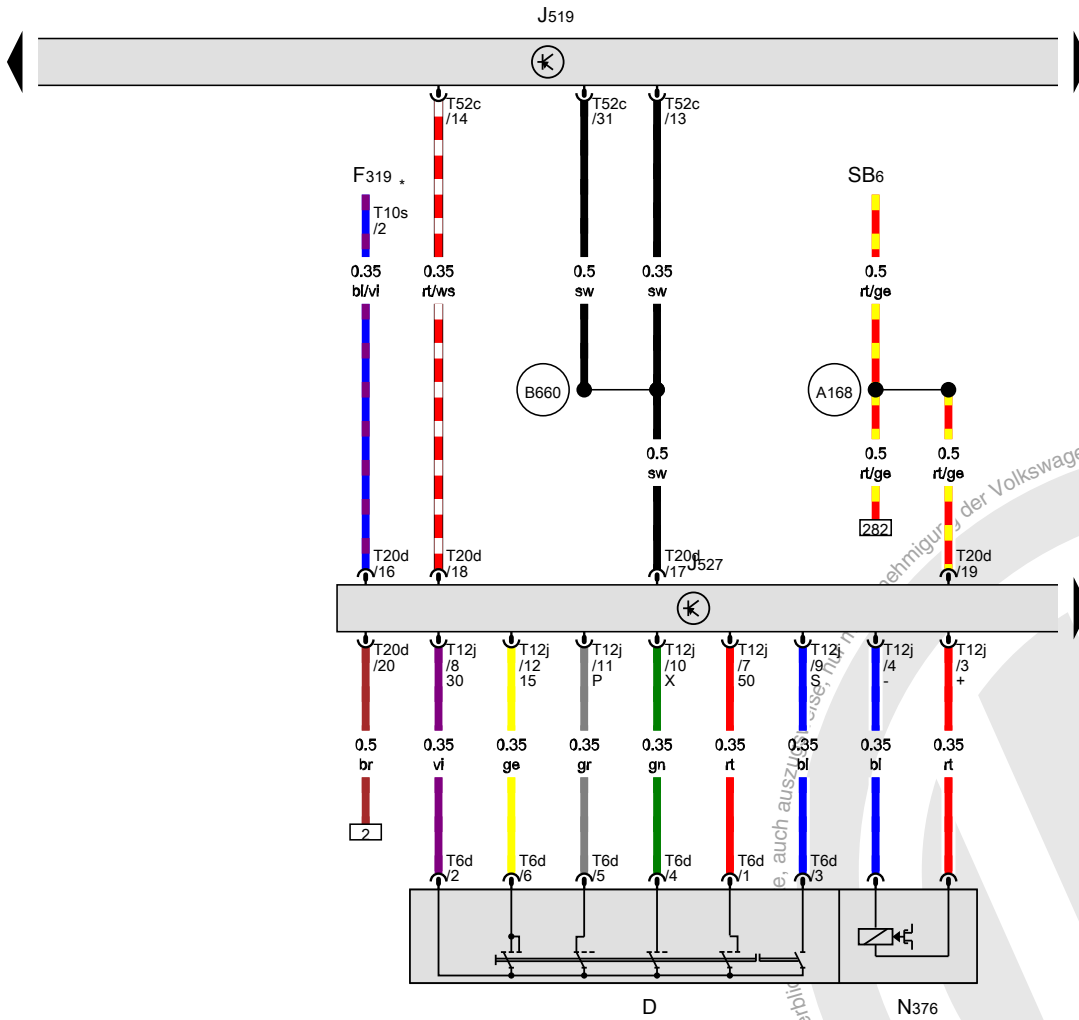 J519
T52c
/14
T52c
/31
T52c
/13
F319 *
T10s
/2
SB6
0.35
bl/vi
0.35
rt/ws
0.5
sw
0.35
sw
0.5
rt/ge
B660
A168
0.5
sw
0.5
rt/ge
0.5
rt/ge
282
T20d
/16
T20d
/18
T20d
/17
J527
T20d
/19
T20d
/20
T12j
/8
30
T12j
/12
15
T12j
/11
P
T12j
/10
X
T12j
/7
50
T12j
/9
S
T12j
/4
-
T12j
/3
+
0.5
br
0.35
vi
0.35
ge
0.35
gr
0.35
gn
0.35
rt
0.35
bl
0.35
bl
0.35
rt
2
T6d
/2
T6d
/6
T6d
/5
T6d
/4
T6d
/1
T6d
/3
D
N376
auch auszugsweise, nur
der